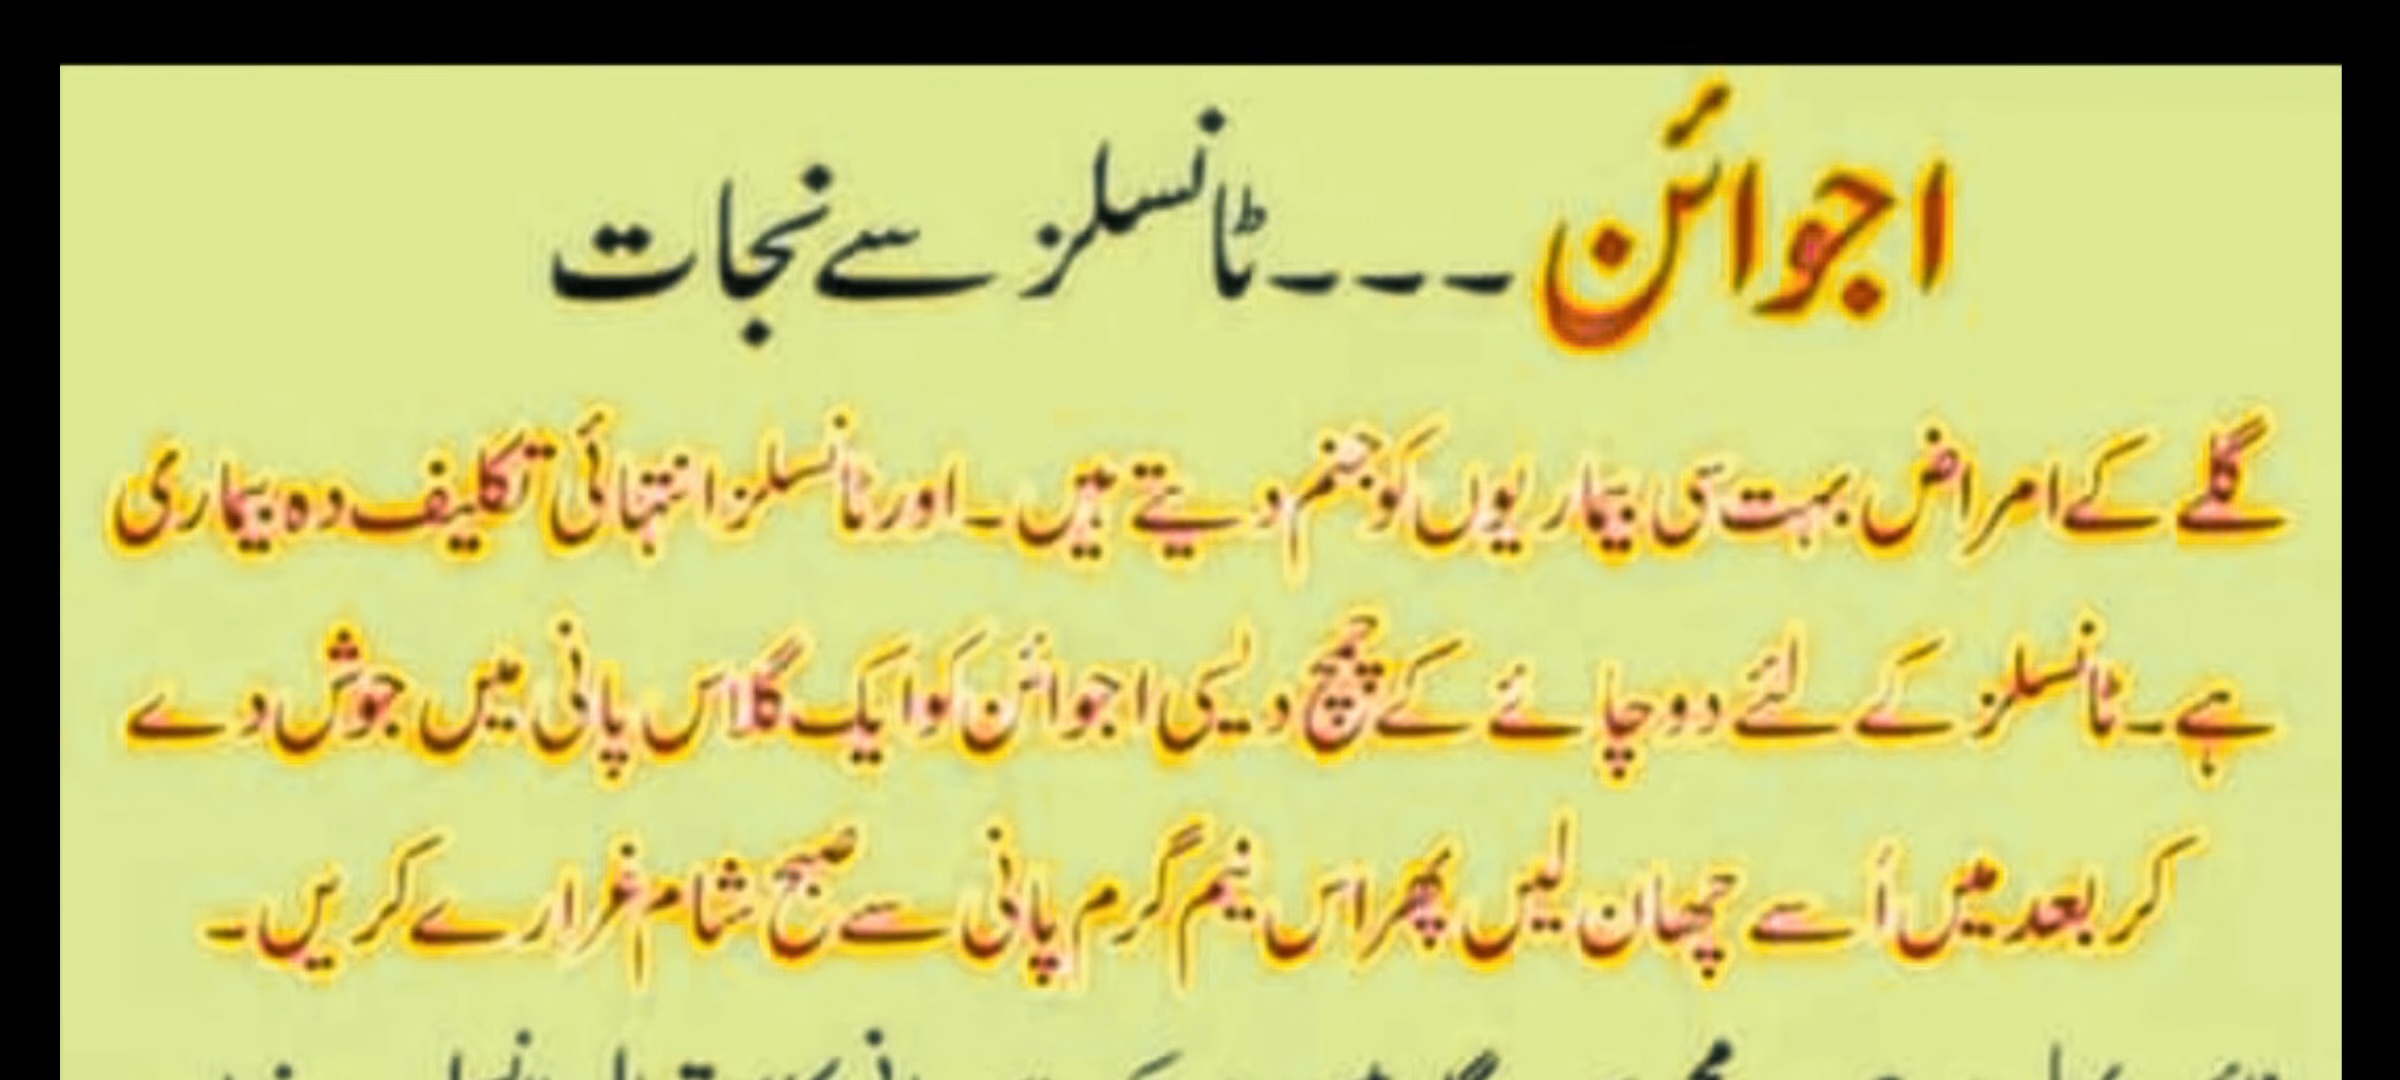 اجوائن ۔۔۔ ٹانسلز سے نجات
گلے کے امراض بہت سی بیماریوں کو جنم دیتے ہیں۔ اور ٹانسلز انتہائی تکلیف دہ بیماری
ہے۔ ٹانسلز کے لئے دو چائے کے چمچ دیسی اجوائن کو ایک گلاس پانی میں جوش دے
کر بعد میں اُسے چھان لیں پھر اس نیم گرم پانی سے صبح شام غرارے کریں۔